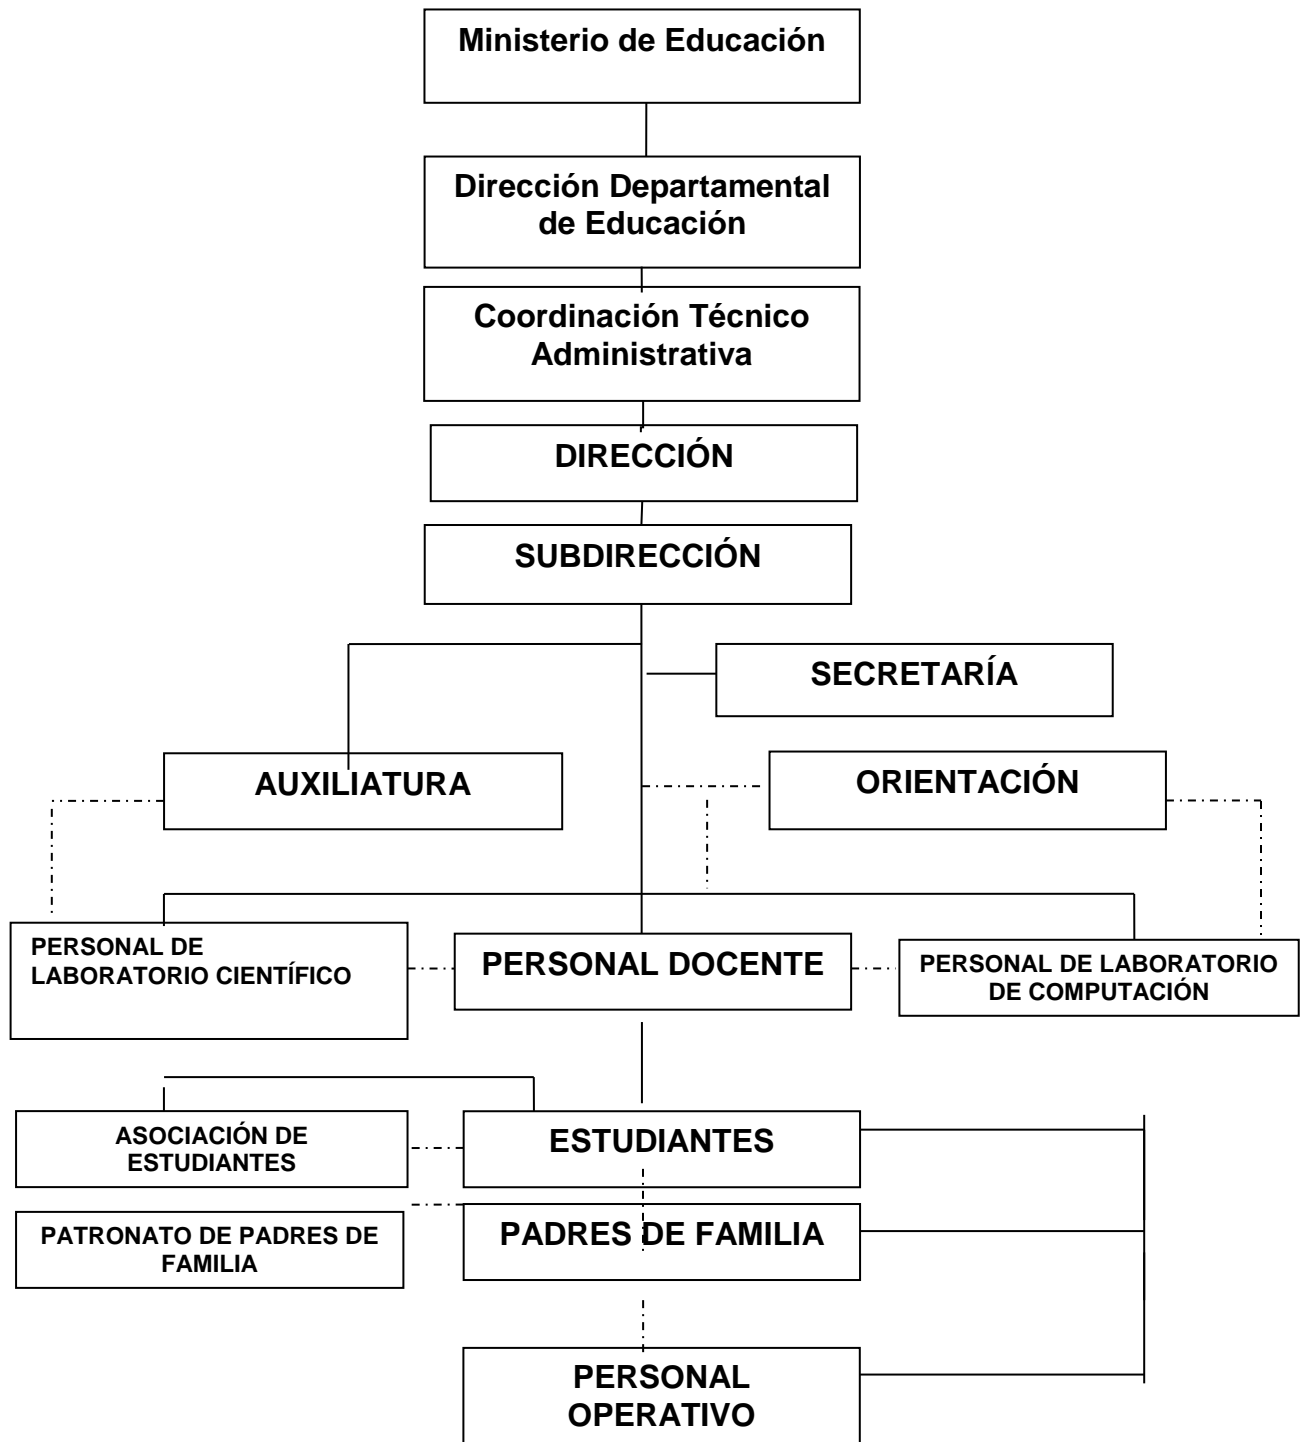 Ministerio de Educación
Dirección Departamental
de Educación
Coordinación Técnico
Administrativa
DIRECCIÓN
SUBDIRECCIÓN
SECRETARÍA
AUXILIATURA
ORIENTACIÓN
PERSONAL DE
LABORATORIO CIENTÍFICO
PERSONAL DOCENTE
PERSONAL DE LABORATORIO
DE COMPUTACIÓN
ASOCIACIÓN DE
ESTUDIANTES
ESTUDIANTES
PATRONATO DE PADRES DE
FAMILIA
PADRES DE FAMILIA
PERSONAL
OPERATIVO